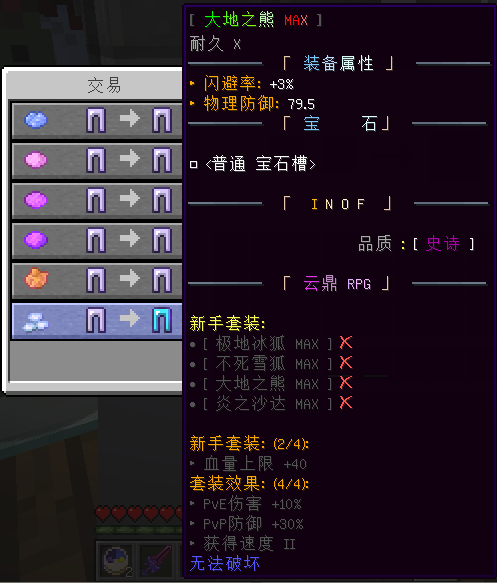 [ 大地之熊 MAX ]
耐久 X
「 装备属性 」
▸ 闪避率: +3%
▸ 物理防御: 79.5
「 宝 石 」
□ <普通 宝石槽>
「 INOF 」
品质 :[ 史诗 ]
「 云鼎 RPG 」
新手套装:
●[ 极地冰狐 MAX ] ✗
●[ 不死雪狐 MAX ] ✗
●[ 大地之熊 MAX ] ✗
●[ 炎之沙达 MAX ] ✗
新手套装: (2/4):
▸ 血量上限 +40
套装效果: (4/4):
▸ PvE伤害 +10%
▸ PvP防御 +30%
▸ 获得速度 II
无法破坏
交易
2